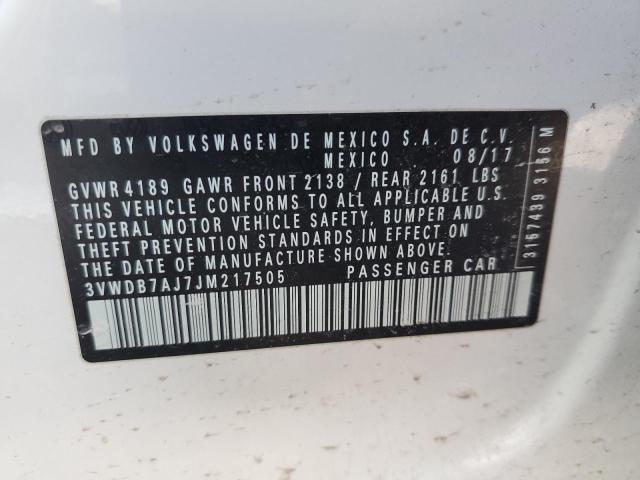 MFD BY VOLKSWAGEN DE MEXICO S.A. DE C.V.
MEXICO 08/17
GVWR 4189 GAWR FRONT 2138 / REAR 2161 LBS
THIS VEHICLE CONFORMS TO ALL APPLICABLE U.S.
FEDERAL MOTOR VEHICLE SAFETY, BUMPER AND
THEFT PREVENTION STANDARDS IN EFFECT ON
THE DATE OF MANUFACTURE SHOWN ABOVE.
3VWDB7AJ7JM217505 PASSENGER CAR
3157439 3156 M